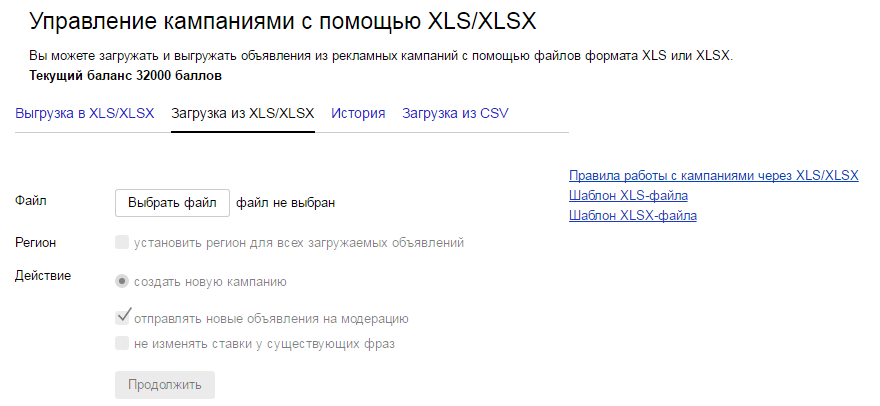 Управление кампаниями с помощью XLS/XLSX
Вы можете загружать и выгружать объявления из рекламных кампаний с помощью файлов формата XLS или XLSX.
Текущий баланс 32000 баллов
Выгрузка в XLS/XLSX Загрузка из XLS/XLSX История Загрузка из CSV
Правила работы с кампаниями через XLS/XLSX
Шаблон XLS-файла
Шаблон XLSX-файла
Файл Выбрать файл файл не выбран
Регион установить регион для всех загружаемых объявлений
Действие создать новую кампанию
отправлять новые объявления на модерацию
не изменять ставки у существующих фраз
Продолжить